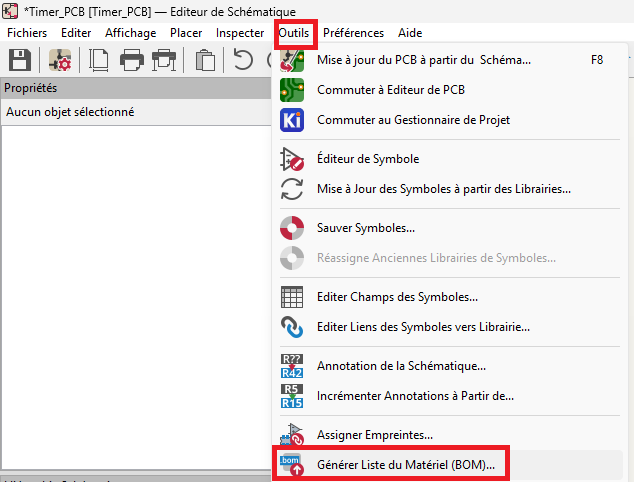 *Timer_PCB [Timer_PCB] — Editeur de Schématique
Fichiers Editer Affichage Placer Inspecter Outils Préférences Aide
Propriétés
Aucun objet sélectionné
Mise à jour du PCB à partir du Schéma... F8
Commuter à Editeur de PCB
Ki Commuter au Gestionnaire de Projet
Éditeur de Symbole
Mise à Jour des Symboles à partir des Librairies...
Sauver Symboles...
Réassigne Anciennes Librairies de Symboles...
Editer Champs des Symboles...
Editer Liens des Symboles vers Librairie...
R??
R42
Annotation de la Schématique...
R5
R15
Incrémenter Annotations à Partir de...
Assigner Empreintes...
.bom Générer Liste du Matériel (BOM)...